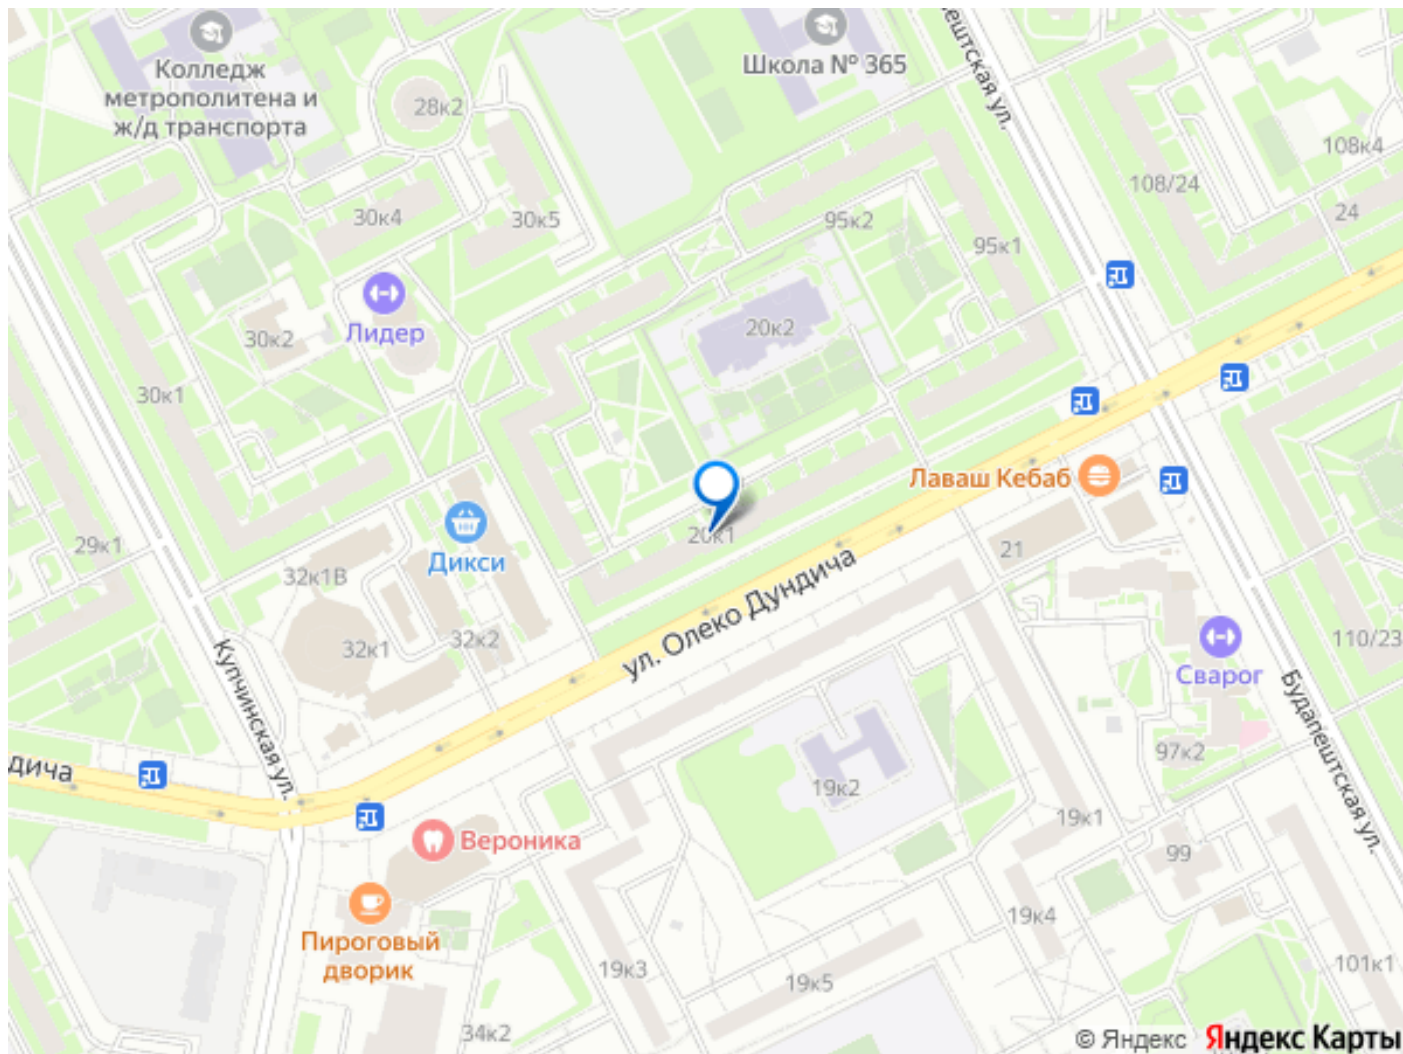 Колледж
метрополитена и
ж/д транспорта
28к2
Школа № 365
ештская ул.
108к4
108/24
24
30к4
30к5
95к2
95к1
Лидер
30к2
20к2
30к1
Лаваш Кебаб
20к1
21
29к1
Дикси
32к1В
32к1
32к2
ул. Олеко Дундича
110/23
Сварог
Купчинская ул.
Будапештская ул.
97к2
дича
19к2
19к1
Вероника
99
Пироговый
дворик
19к4
19к3
19к5
101к1
34к2
© Яндекс Яндекс Карты